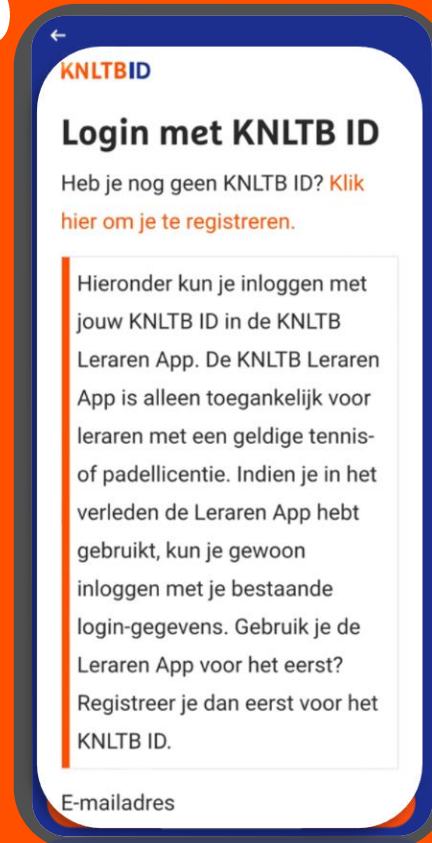 KNLTBID
Login met KNLTB ID
Heb je nog geen KNLTB ID? Klik
hier om je te registreren.
Hieronder kun je inloggen met
jouw KNLTB ID in de KNLTB
Leraren App. De KNLTB Leraren
App is alleen toegankelijk voor
leraren met een geldige tennis-
of padellicentie. Indien je in het
verleden de Leraren App hebt
gebruikt, kun je gewoon
inloggen met je bestaande
login-gegevens. Gebruik je de
Leraren App voor het eerst?
Registreer je dan eerst voor het
KNLTB ID.
E-mailadres